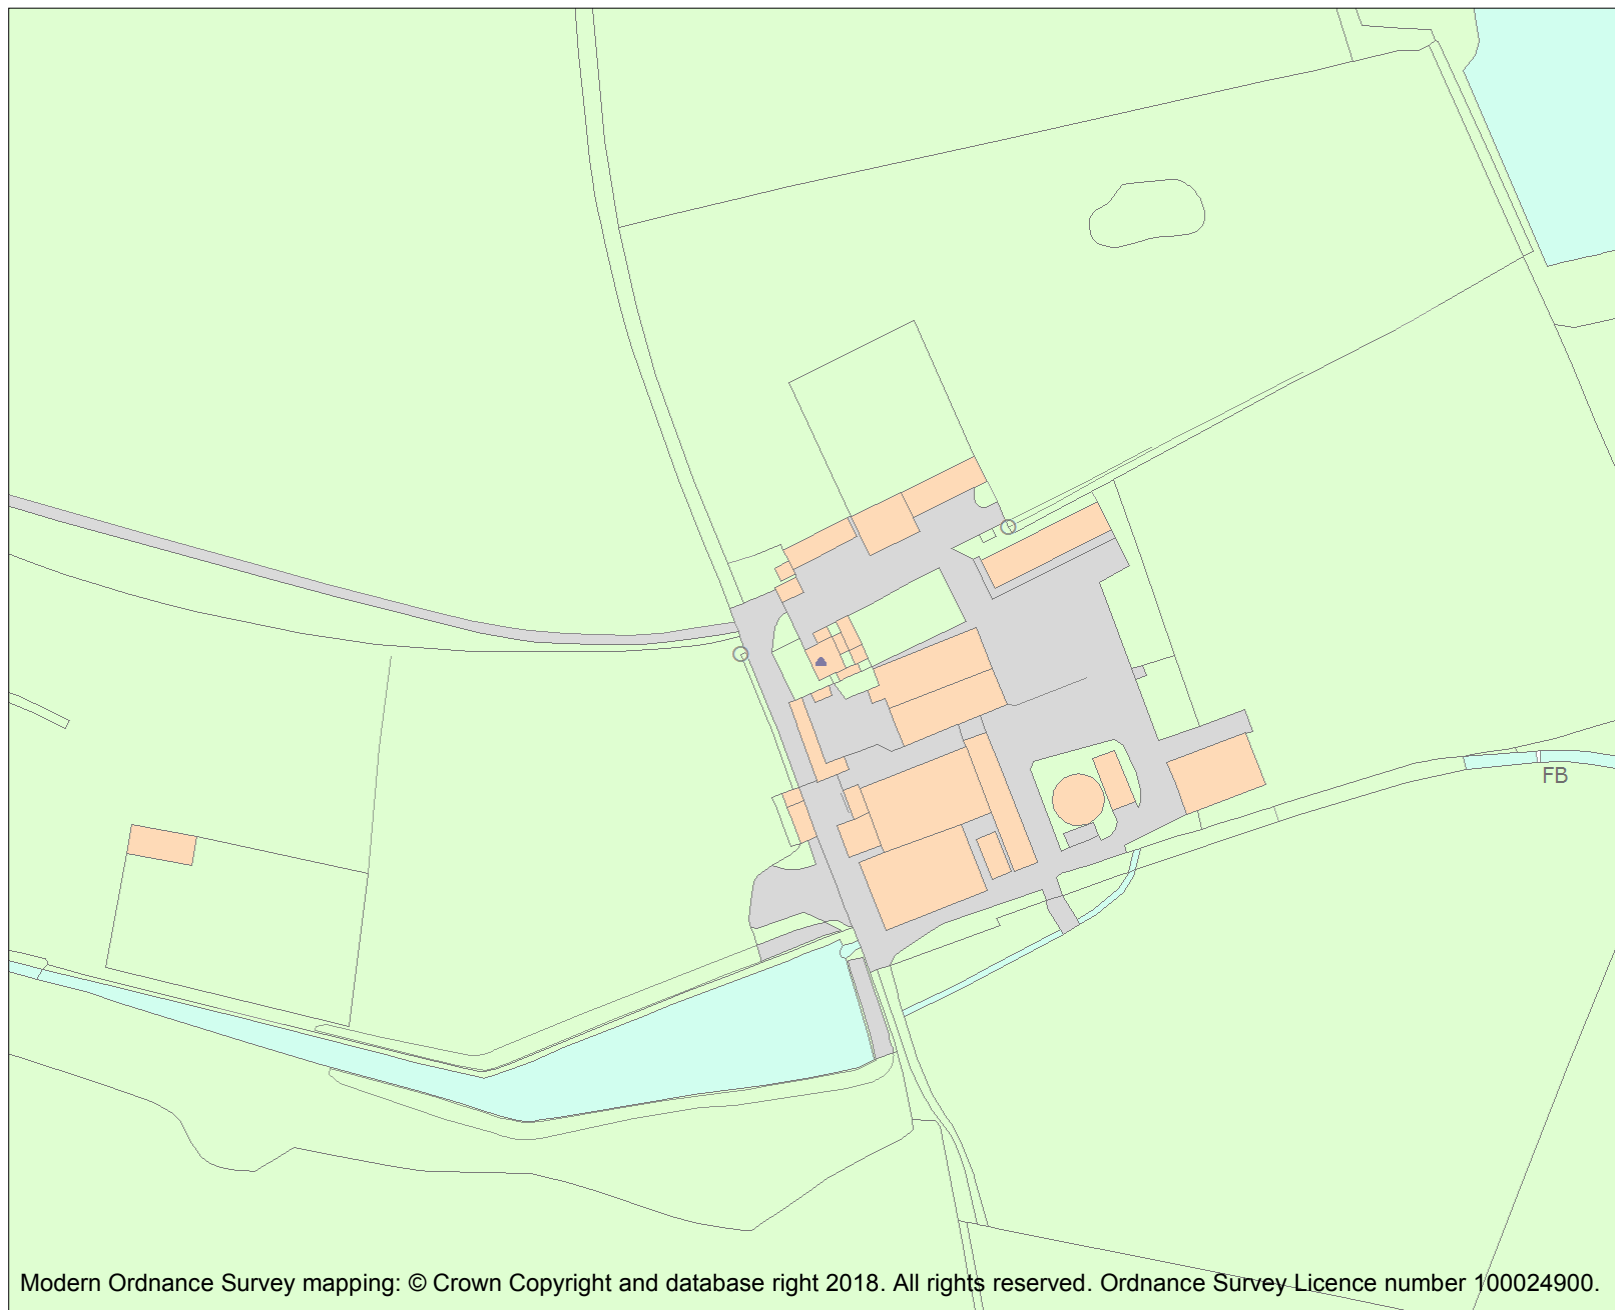 FB
Modern Ordnance Survey mapping: © Crown Copyright and database right 2018. All rights reserved. Ordnance Survey Licence number 100024900.